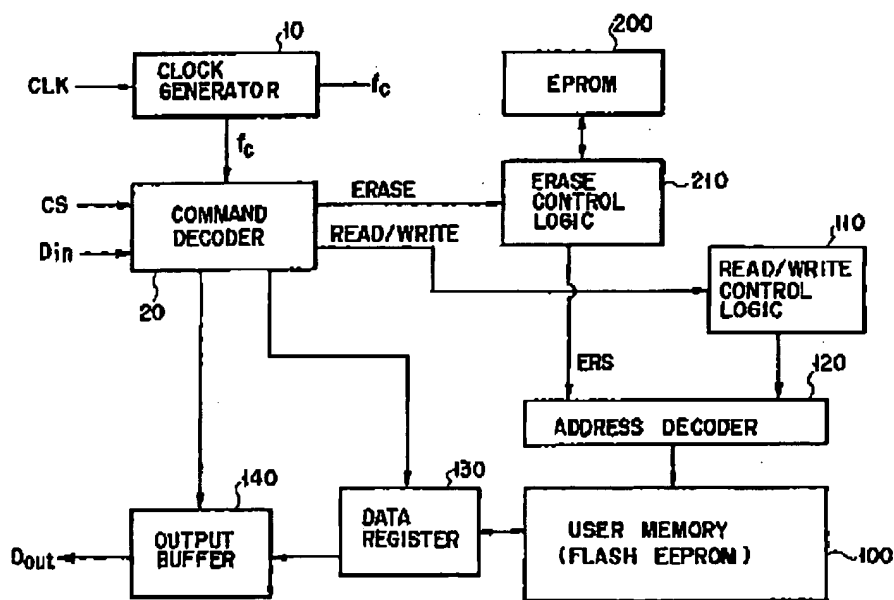 10
200
CLK
CLOCK
GENERATOR
fc
EPROM
fc
CS
Din
COMMAND
DECODER
ERASE
READ/WRITE
ERASE
CONTROL
LOGIC
210
110
20
READ/WRITE
CONTROL
LOGIC
ERS
120
ADDRESS DECODER
140
130
OUTPUT
BUFFER
DATA
REGISTER
USER MEMORY
(FLASH EEPROM)
Dout
100